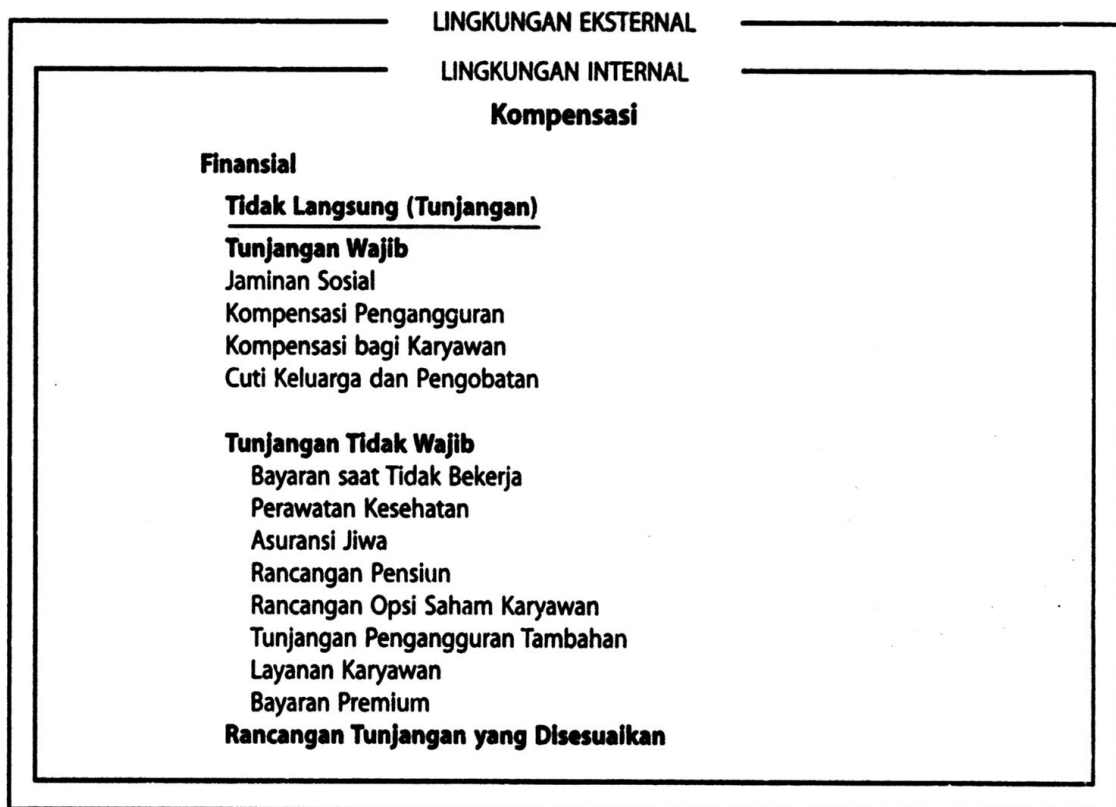 LINGKUNGAN EKSTERNAL
LINGKUNGAN INTERNAL
Kompensasi
Finansial
Tidak Langsung (Tunjangan)
Tunjangan Wajib
Jaminan Sosial
Kompensasi Pengangguran
Kompensasi bagi Karyawan
Cuti Keluarga dan Pengobatan
Tunjangan Tidak Wajib
Bayaran saat Tidak Bekerja
Perawatan Kesehatan
Asuransi Jiwa
Rancangan Pensiun
Rancangan Opsi Saham Karyawan
Tunjangan Pengangguran Tambahan
Layanan Karyawan
Bayaran Premium
Rancangan Tunjangan yang Disesuaikan